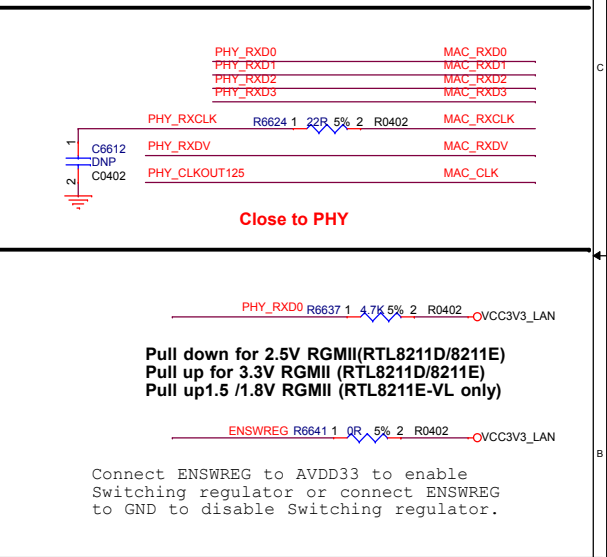 PHY_RXD0 MAC_RXD0
PHY_RXD1 MAC_RXD1
PHY_RXD2 MAC_RXD2
PHY_RXD3 MAC_RXD3
C
PHY_RXCLK R6624 1 22R 5% 2 R0402 MAC_RXCLK
1
C6612 PHY_RXDV MAC_RXDV
DNP
C0402 PHY_CLKOUT125 MAC_CLK
2
Close to PHY
PHY_RXD0 R6637 1 4.7K 5% 2 R0402 VCC3V3_LAN
Pull down for 2.5V RGMII(RTL8211D/8211E)
Pull up for 3.3V RGMII (RTL8211D/8211E)
Pull up1.5 /1.8V RGMII (RTL8211E-VL only)
ENSWREG R6641 1 0R 5% 2 R0402 VCC3V3_LAN
B
Connect ENSWREG to AVDD33 to enable
Switching regulator or connect ENSWREG
to GND to disable Switching regulator.